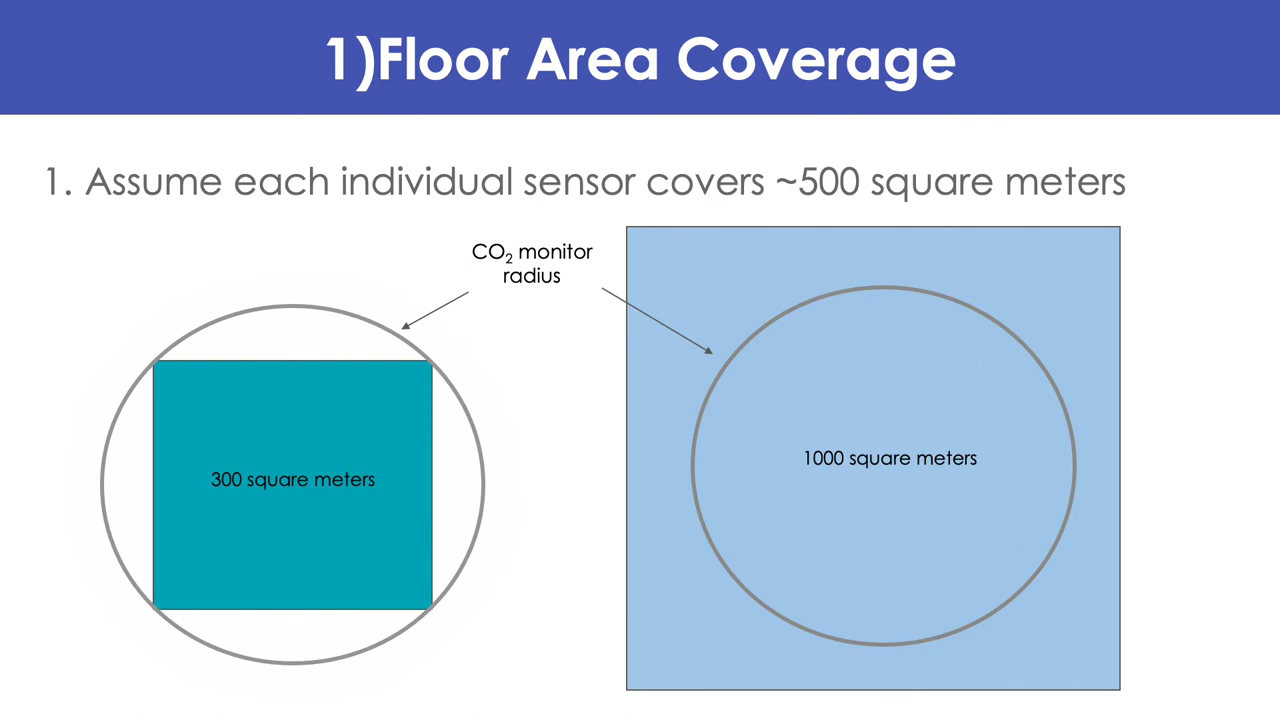 1)Floor Area Coverage
1. Assume each individual sensor covers ~500 square meters
CO₂ monitor
radius
300 square meters
1000 square meters